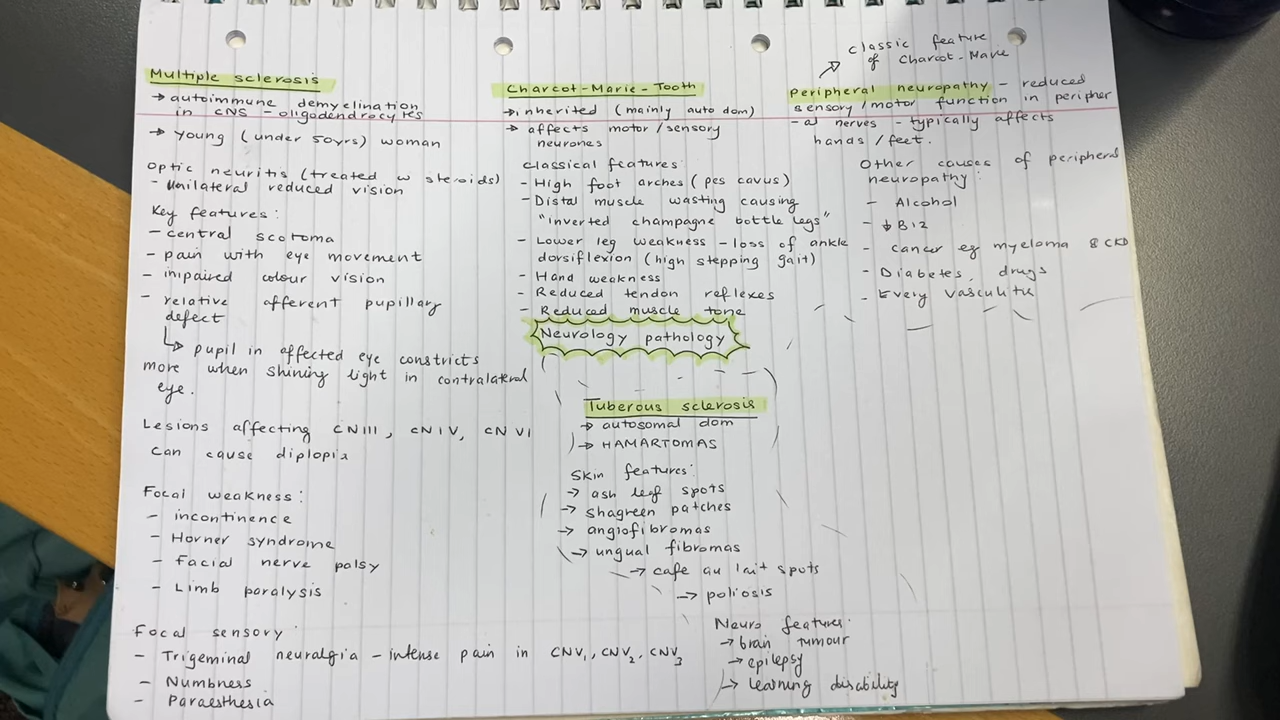 Multiple sclerosis
→ autoimmune demyelination
in CNS - oligodendrocytes
→ young (under 50yrs) woman
optic neuritis (treated w steroids)
- Unilateral reduced vision
Key features:
- central scotoma
- pain with eye movement
- impaired colour vision
- relative afferent pupillary
defect
↳ pupil in affected eye constricts
more when shining light in contralateral
eye.
Lesions affecting CNIII, CNIV, CNVI
can cause diplopia
Focal weakness:
- incontinence
- Horner syndrome
- Facial nerve palsy
- Limb paralysis
Focal sensory:
- Trigeminal neuralgia - intense pain in CNV1, CNV2, CNV3
- Numbness
- Paraesthesia
Charcot-Marie-Tooth
→ inherited (mainly auto dom)
→ affects motor/sensory
neurones
Classical features:
- High foot arches (pes cavus)
- Distal muscle wasting causing
"inverted champagne bottle legs"
- Lower leg weakness - loss of ankle
dorsiflexion (high stepping gait)
- Hand weakness
- Reduced tendon reflexes
- Reduced muscle tone
Neurology pathology
Tuberous sclerosis
→ autosomal dom
→ HAMARTOMAS
Skin features:
→ ash leaf spots
→ shagreen patches
→ angiofibromas
→ ungual fibromas
→ cafe au lait spots
→ poliosis
Neuro features:
→ brain tumour
→ epilepsy
→ learning disability
classic feature
of Charcot-Marie
peripheral neuropathy - reduced
sensory/motor function in peripher
-al nerves - typically affects
hands/feet.
Other causes of peripheral
neuropathy:
- Alcohol
- ↓B12
- cancer eg myeloma & CKD
- Diabetes, drugs
- Every vasculitis